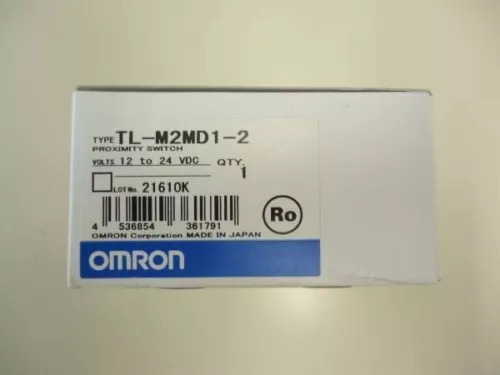 TYPE TL-M2MD1-2
PROXIMITY SWITCH
VOLTS. 12 to 24 VDC QTY.
1
LOT No. 21610K
Ro
4 536854 361791
OMRON Corporation MADE IN JAPAN
OMRON